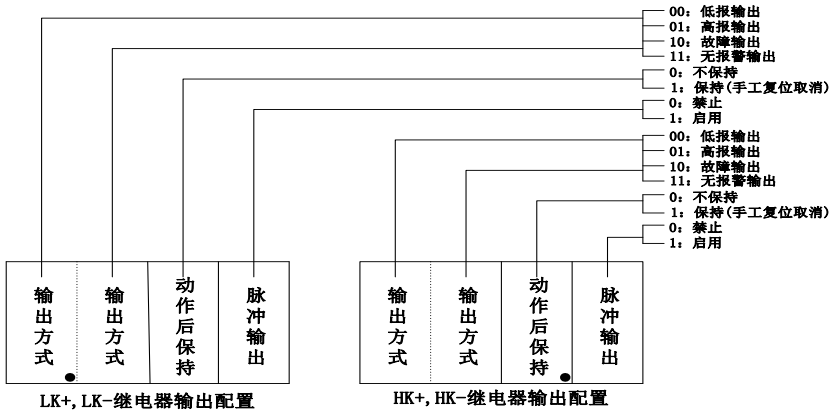 00: 低报输出
01: 高报输出
10: 故障输出
11: 无报警输出
0: 不保持
1: 保持(手工复位取消)
0: 禁止
1: 启用
00: 低报输出
01: 高报输出
10: 故障输出
11: 无报警输出
0: 不保持
1: 保持(手工复位取消)
0: 禁止
1: 启用
输出方式
输出方式
动作后保持
脉冲输出
输出方式
输出方式
动作后保持
脉冲输出
LK+,LK-继电器输出配置
HK+,HK-继电器输出配置